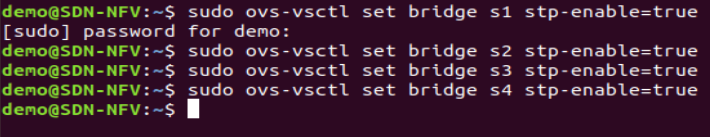 demo@SDN-NFV:~$ sudo ovs-vsctl set bridge s1 stp-enable=true
[sudo] password for demo:
demo@SDN-NFV:~$ sudo ovs-vsctl set bridge s2 stp-enable=true
demo@SDN-NFV:~$ sudo ovs-vsctl set bridge s3 stp-enable=true
demo@SDN-NFV:~$ sudo ovs-vsctl set bridge s4 stp-enable=true
demo@SDN-NFV:~$